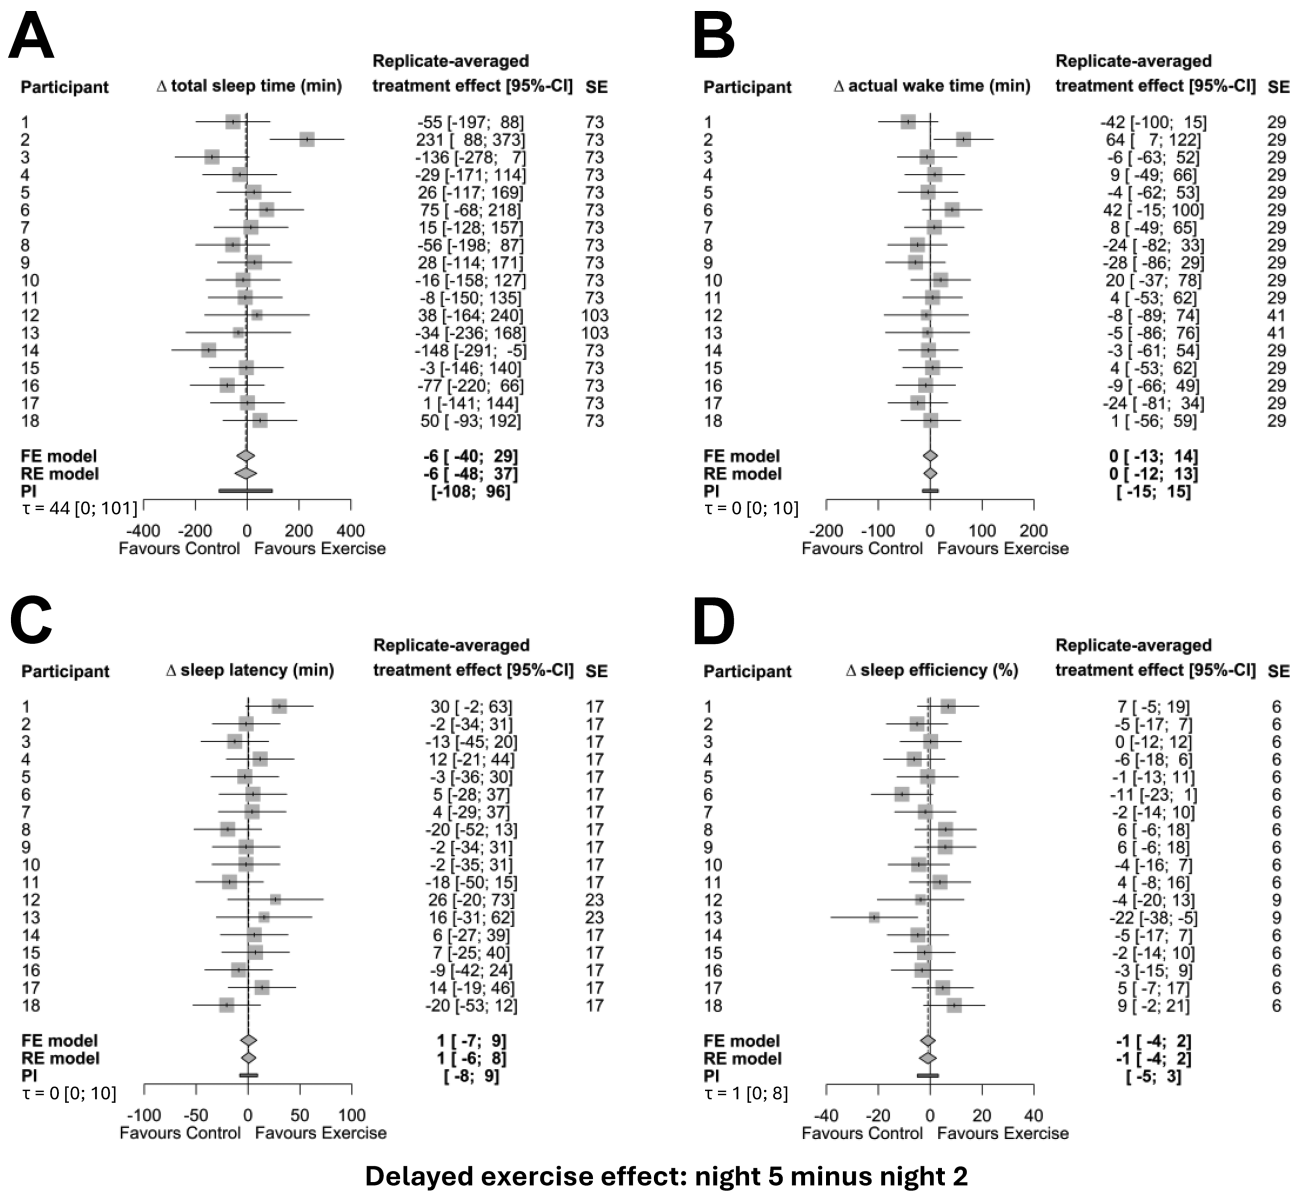 A
Replicate-averaged
Participant Δ total sleep time (min) treatment effect [95%-CI] SE
1 -55 [-197; 88] 73
2 231 [ 88; 373] 73
3 -136 [-278; 7] 73
4 -29 [-171; 114] 73
5 26 [-117; 169] 73
6 75 [ -68; 218] 73
7 15 [-128; 157] 73
8 -56 [-198; 87] 73
9 28 [-114; 171] 73
10 -16 [-158; 127] 73
11 -8 [-150; 135] 73
12 38 [-164; 240] 103
13 -34 [-236; 168] 103
14 -148 [-291; -5] 73
15 -3 [-146; 140] 73
16 -77 [-220; 66] 73
17 1 [-141; 144] 73
18 50 [ -93; 192] 73
FE model -6 [ -40; 29]
RE model -6 [ -48; 37]
PI [-108; 96]
τ = 44 [0; 101]
-400 -200 0 200 400
Favours Control Favours Exercise
B
Replicate-averaged
Participant Δ actual wake time (min) treatment effect [95%-CI] SE
1 -42 [-100; 15] 29
2 64 [ 7; 122] 29
3 -6 [ -63; 52] 29
4 9 [ -49; 66] 29
5 -4 [ -62; 53] 29
6 42 [ -15; 100] 29
7 8 [ -49; 65] 29
8 -24 [ -82; 33] 29
9 -28 [ -86; 29] 29
10 20 [ -37; 78] 29
11 4 [ -53; 62] 29
12 -8 [ -89; 74] 41
13 -5 [ -86; 76] 41
14 -3 [ -61; 54] 29
15 4 [ -53; 62] 29
16 -9 [ -66; 49] 29
17 -24 [ -81; 34] 29
18 1 [ -56; 59] 29
FE model 0 [ -13; 14]
RE model 0 [ -12; 13]
PI [ -15; 15]
τ = 0 [0; 10]
-200 -100 0 100 200
Favours Control Favours Exercise
C
Replicate-averaged
Participant Δ sleep latency (min) treatment effect [95%-CI] SE
1 30 [ -2; 63] 17
2 -2 [-34; 31] 17
3 -13 [-45; 20] 17
4 12 [-21; 44] 17
5 -3 [-36; 30] 17
6 5 [-28; 37] 17
7 4 [-29; 37] 17
8 -20 [-52; 13] 17
9 -2 [-34; 31] 17
10 -2 [-35; 31] 17
11 -18 [-50; 15] 17
12 26 [-20; 73] 23
13 16 [-31; 62] 23
14 6 [-27; 39] 17
15 7 [-25; 40] 17
16 -9 [-42; 24] 17
17 14 [-19; 46] 17
18 -20 [-53; 12] 17
FE model 1 [ -7; 9]
RE model 1 [ -6; 8]
PI [ -8; 9]
τ = 0 [0; 10]
-100 -50 0 50 100
Favours Control Favours Exercise
D
Replicate-averaged
Participant Δ sleep efficiency (%) treatment effect [95%-CI] SE
1 7 [ -5; 19] 6
2 -5 [-17; 7] 6
3 0 [-12; 12] 6
4 -6 [-18; 6] 6
5 -1 [-13; 11] 6
6 -11 [-23; 1] 6
7 -2 [-14; 10] 6
8 6 [ -6; 18] 6
9 6 [ -6; 18] 6
10 -4 [-16; 7] 6
11 4 [ -8; 16] 6
12 -4 [-20; 13] 9
13 -22 [-38; -5] 9
14 -5 [-17; 7] 6
15 -2 [-14; 10] 6
16 -3 [-15; 9] 6
17 5 [ -7; 17] 6
18 9 [ -2; 21] 6
FE model -1 [ -4; 2]
RE model -1 [ -4; 2]
PI [ -5; 3]
τ = 1 [0; 8]
-40 -20 0 20 40
Favours Control Favours Exercise
Delayed exercise effect: night 5 minus night 2